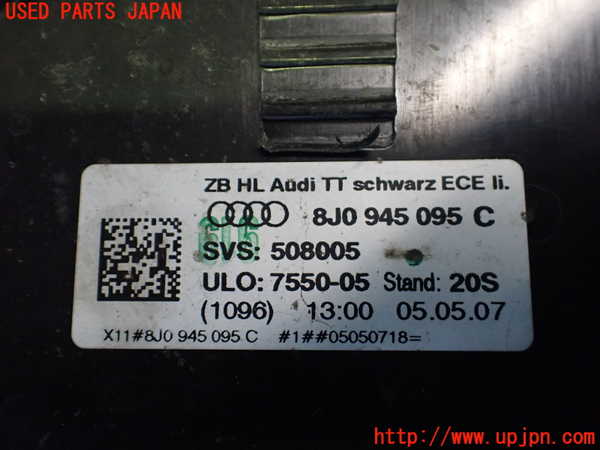 USED PARTS JAPAN
ZB HL Audi TT schwarz ECE li.
8J0 945 095 C
SVS: 508005
ULO: 7550-05 Stand: 20S
(1096) 13:00 05.05.07
X11#8J0 945 095 C #1##05050718=
https://www.upjpn.com/